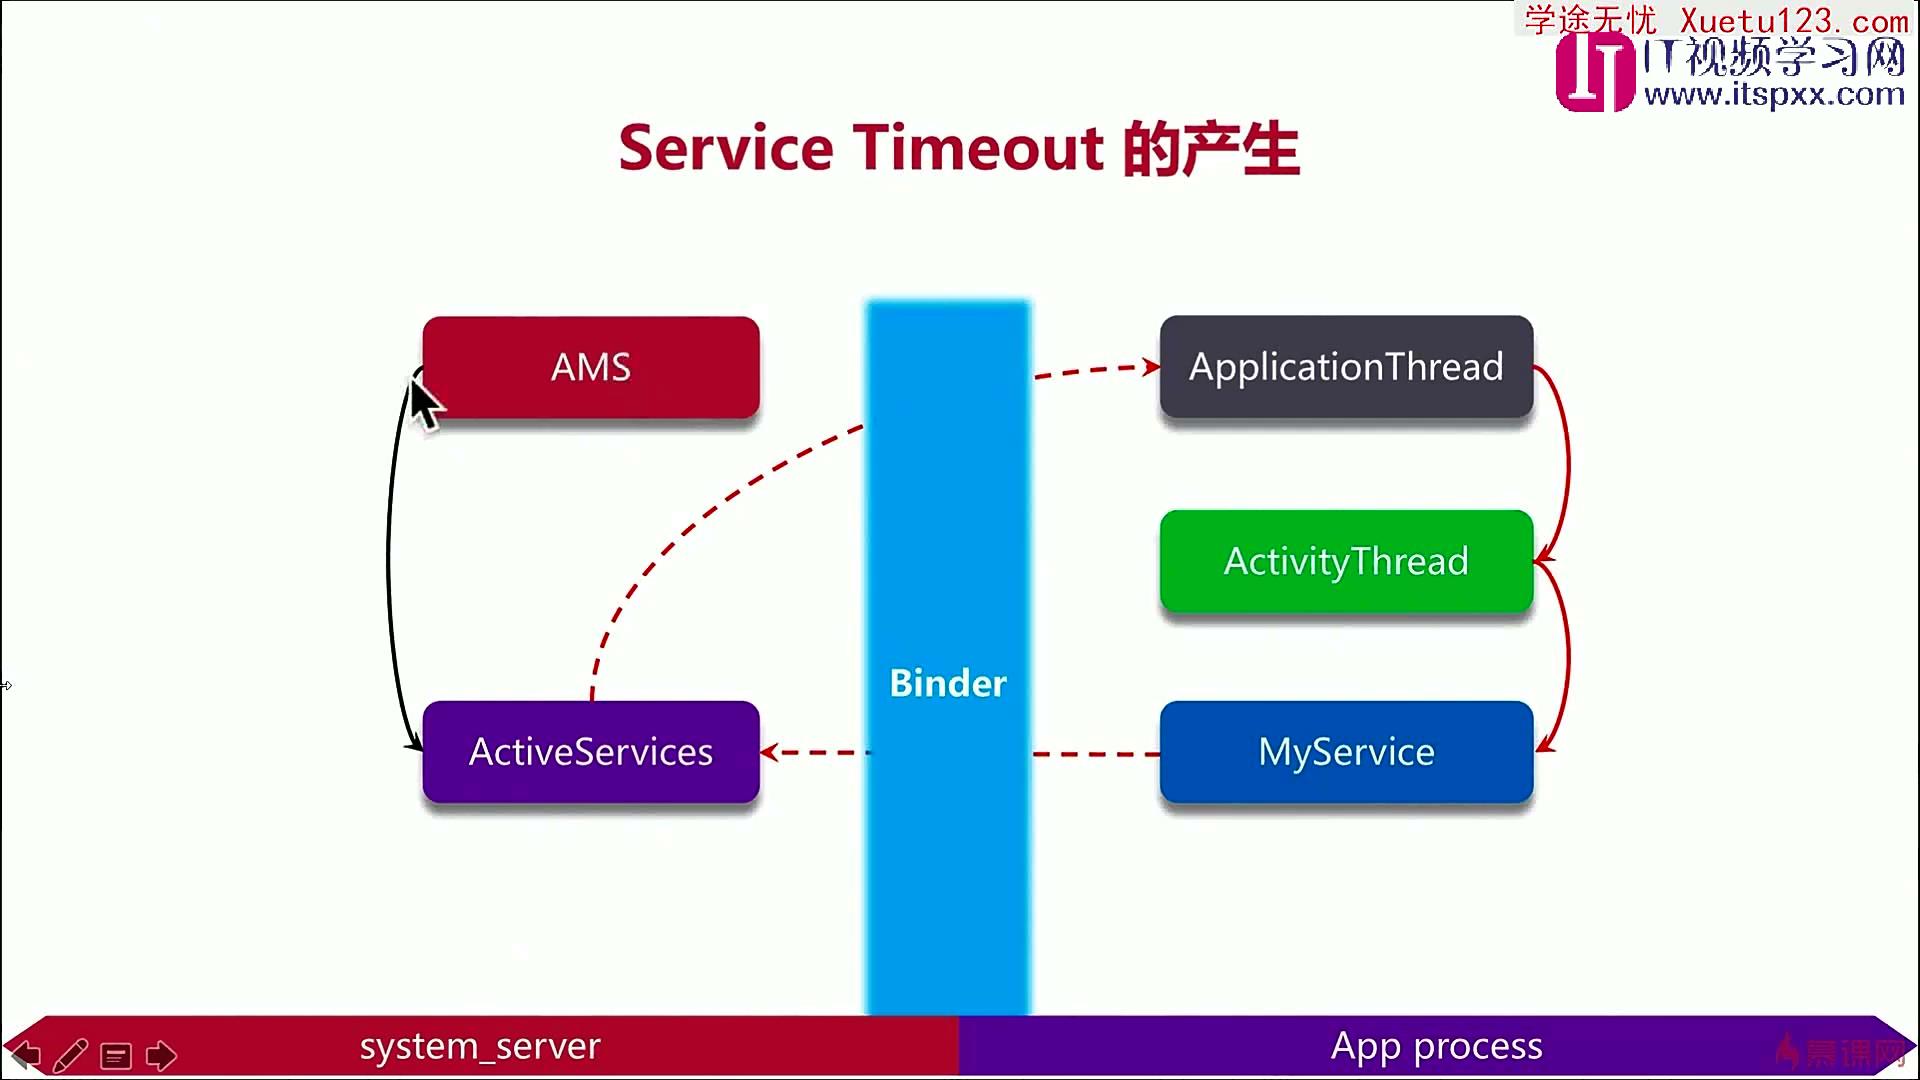 学途无忧 Xuetu123.com
IT视频学习网
www.itspxx.com
Service Timeout 的产生
AMS
ApplicationThread
ActivityThread
Binder
ActiveServices
MyService
system_server
App process
慕课网